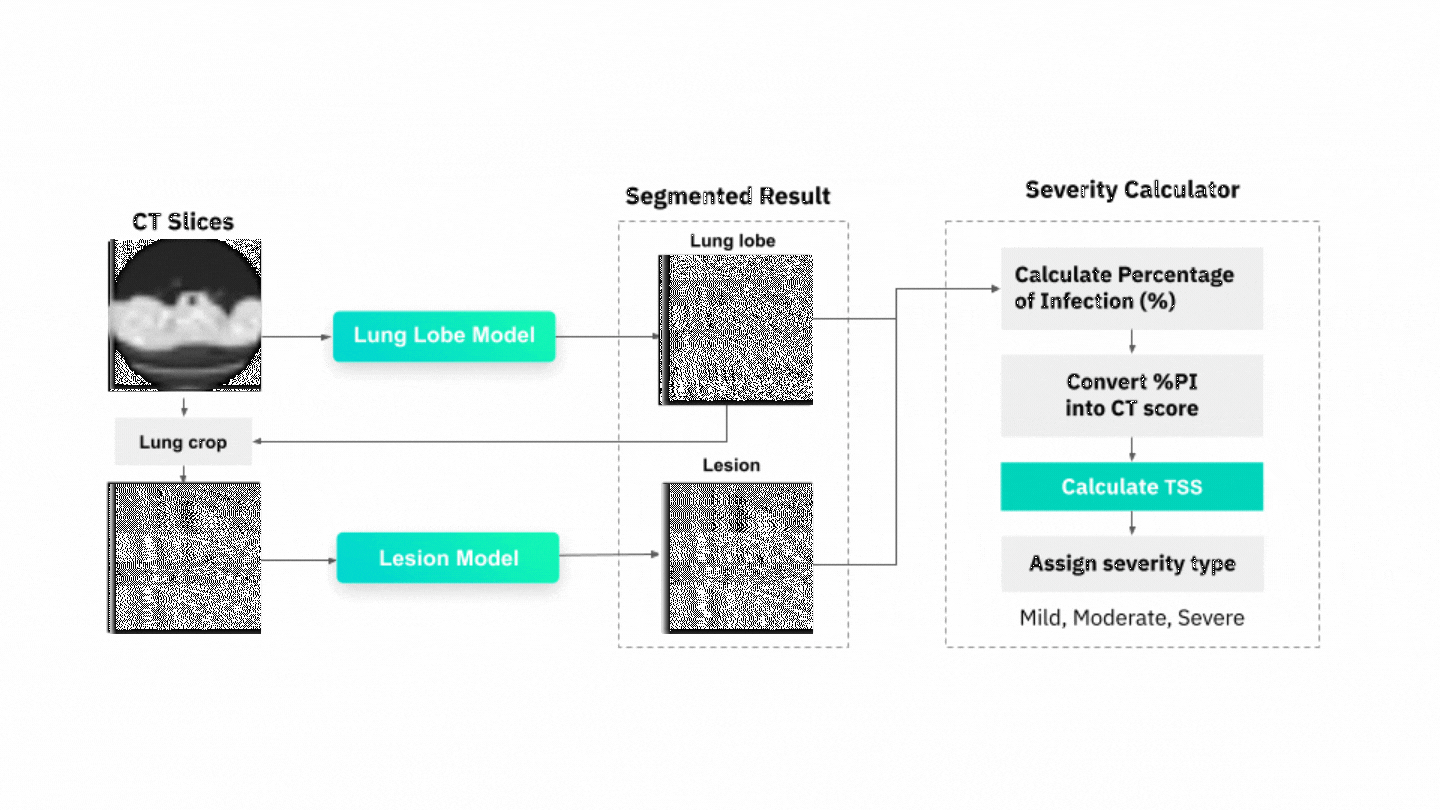 CT Slices
Lung Lobe Model
Lung crop
Lesion Model
Segmented Result
Lung lobe
Lesion
Severity Calculator
Calculate Percentage
of Infection (%)
Convert %PI
into CT score
Calculate TSS
Assign severity type
Mild, Moderate, Severe